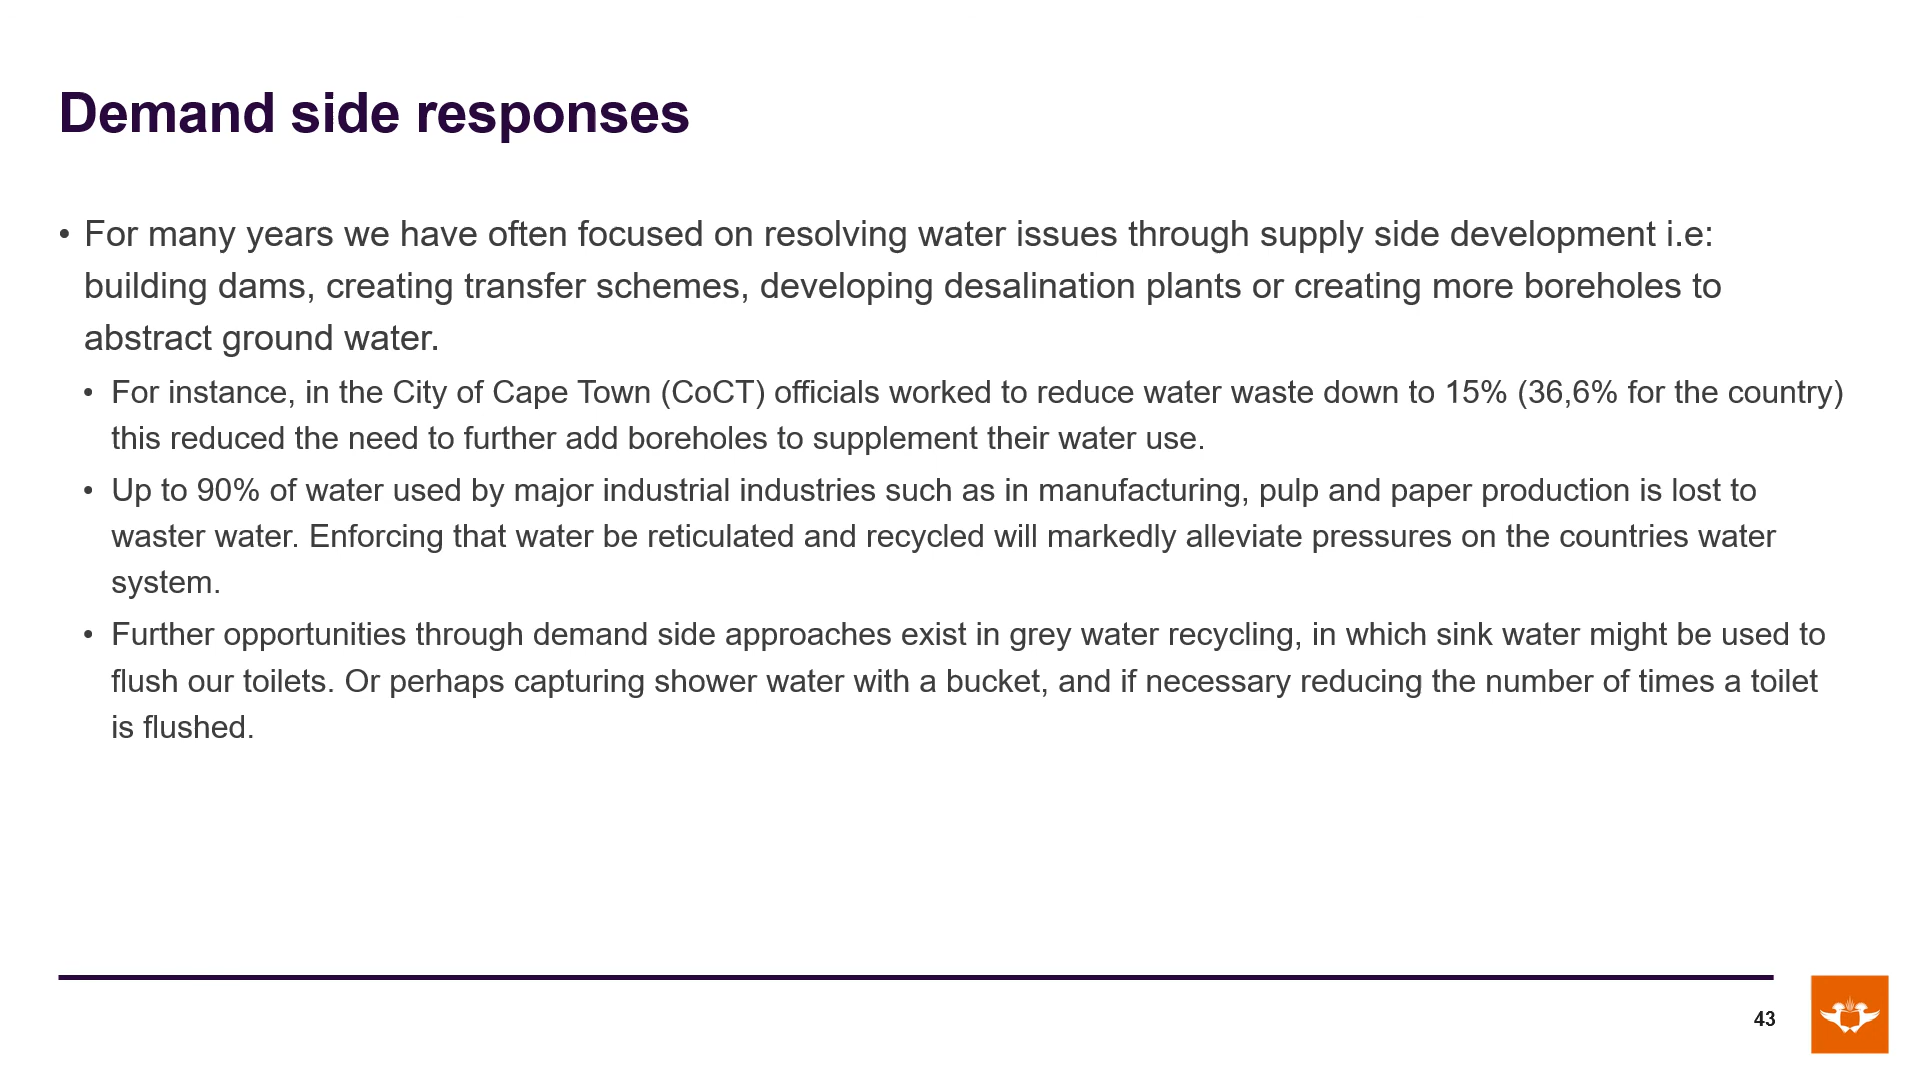 Demand side responses
• For many years we have often focused on resolving water issues through supply side development i.e:
building dams, creating transfer schemes, developing desalination plants or creating more boreholes to
abstract ground water.
• For instance, in the City of Cape Town (CoCT) officials worked to reduce water waste down to 15% (36,6% for the country)
this reduced the need to further add boreholes to supplement their water use.
• Up to 90% of water used by major industrial industries such as in manufacturing, pulp and paper production is lost to
waster water. Enforcing that water be reticulated and recycled will markedly alleviate pressures on the countries water
system.
• Further opportunities through demand side approaches exist in grey water recycling, in which sink water might be used to
flush our toilets. Or perhaps capturing shower water with a bucket, and if necessary reducing the number of times a toilet
is flushed.
43